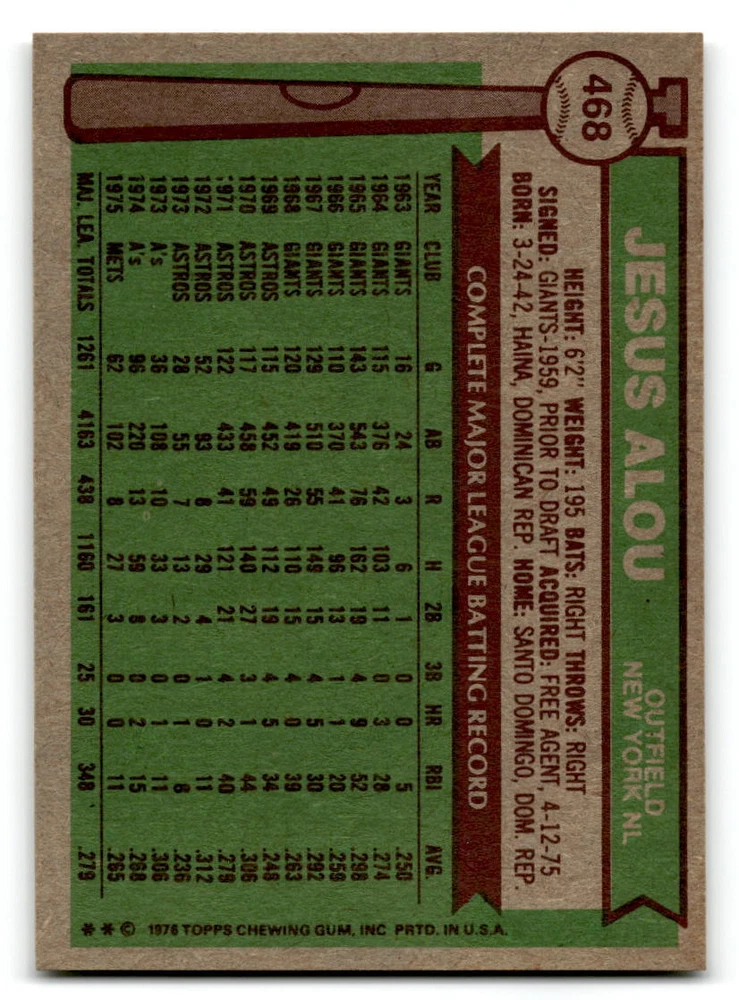 468
JESUS ALOU
OUTFIELD
NEW YORK NL
HEIGHT: 6'2" WEIGHT: 195 BATS: RIGHT THROWS: RIGHT
SIGNED: GIANTS-1959, PRIOR TO DRAFT ACQUIRED: FREE AGENT, 4-12-75
BORN: 3-24-42, HAINA, DOMINICAN REP. HOME: SANTO DOMINGO, DOM. REP.
COMPLETE MAJOR LEAGUE BATTING RECORD
YEAR CLUB G AB R H 2B 3B HR RBI AVG.
1963 GIANTS 16 24 3 6 1 0 0 5 .250
1964 GIANTS 115 376 42 103 11 0 3 28 .274
1965 GIANTS 143 543 76 162 19 4 9 52 .298
1966 GIANTS 110 370 41 96 13 1 1 20 .259
1967 GIANTS 129 510 55 149 15 4 5 30 .292
1968 GIANTS 120 419 26 110 15 4 0 39 .263
1969 ASTROS 115 452 49 112 19 4 5 34 .248
1970 ASTROS 117 458 59 140 27 3 1 44 .306
1971 ASTROS 122 433 41 121 21 4 2 40 .279
1972 ASTROS 52 93 8 29 4 1 0 11 .312
1973 ASTROS 28 55 7 13 2 0 1 8 .236
1973 A's 36 108 10 33 3 0 1 11 .306
1974 A's 96 220 13 59 8 0 2 15 .268
1975 METS 62 102 8 27 3 0 0 11 .265
MAJ. LEA. TOTALS 1261 4163 438 1160 161 25 30 348 .279
* * © 1976 TOPPS CHEWING GUM, INC PRTD. IN U.S.A.